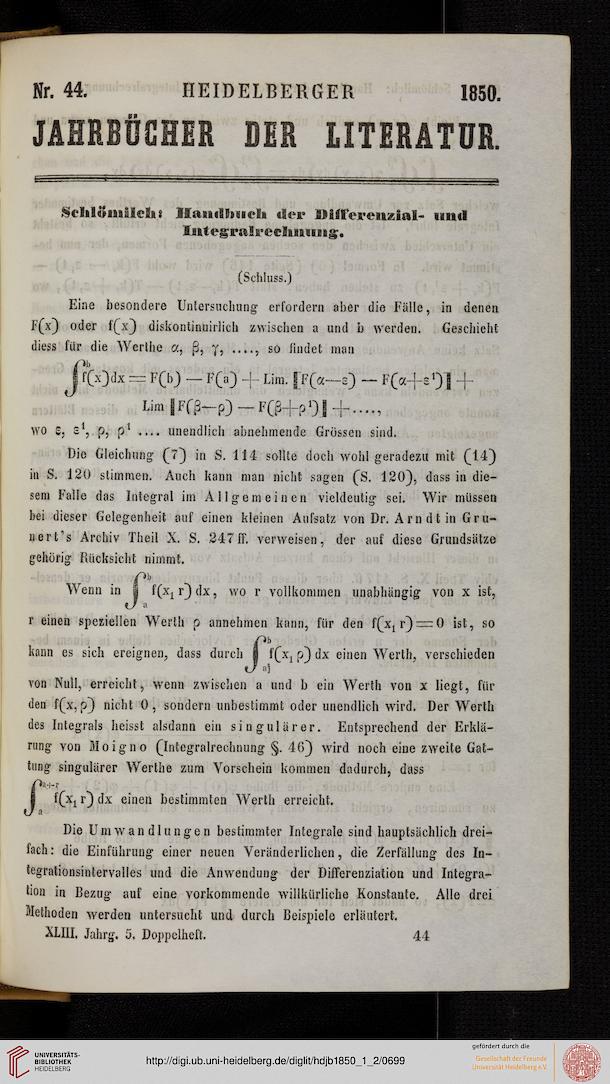 Nr. 44. HEIDELBERGER 1850.
JAHRBÜCHER DER LITERATUR.
Schlömilch: Handbuch der Differenzial- und
Integralrechnung.
(Schluss.)
Eine besondere Untersuchung erfordern aber die Fälle, in denen
F(x) oder f(x) diskontinuirlich zwischen a und b werden. Geschieht
diess für die Werthe α, β, γ, ...., so findet man
∫ᵇ f(x)dx = F(b) — F(a) + Lim. [F(α—ε) — F(α+ε¹)] +
Lim [F(β—ρ) — F(β+ρ¹)] + ....,
wo ε, ε¹, ρ, ρ¹ .... unendlich abnehmende Grössen sind.
Die Gleichung (7) in S. 114 sollte doch wohl geradezu mit (14)
in S. 120 stimmen. Auch kann man nicht sagen (S. 120), dass in die-
sem Falle das Integral im Allgemeinen vieldeutig sei. Wir müssen
bei dieser Gelegenheit auf einen kleinen Aufsatz von Dr. Arndt in Gru-
nert's Archiv Theil X. S. 247 ff. verweisen, der auf diese Grundsätze
gehörig Rücksicht nimmt.
Wenn in ∫ₐᵇ f(x, r) dx, wo r vollkommen unabhängig von x ist,
r einen speziellen Werth ρ annehmen kann, für den f(x, r) = 0 ist, so
kann es sich ereignen, dass durch ∫ₐᵇ f(x, ρ) dx einen Werth, verschieden
von Null, erreicht, wenn zwischen a und b ein Werth von x liegt, für
den f(x, ρ) nicht 0, sondern unbestimmt oder unendlich wird. Der Werth
des Integrals heisst alsdann ein singulärer. Entsprechend der Erklä-
rung von Moigno (Integralrechnung §. 46) wird noch eine zweite Gat-
tung singulärer Werthe zum Vorschein kommen dadurch, dass
∫ₐ f(x, r) dx einen bestimmten Werth erreicht.
Die Umwandlungen bestimmter Integrale sind hauptsächlich drei-
fach: die Einführung einer neuen Veränderlichen, die Zerfällung des In-
tegrationsintervalles und die Anwendung der Differenziation und Integra-
tion in Bezug auf eine vorkommende willkürliche Konstante. Alle drei
Methoden werden untersucht und durch Beispiele erläutert.
XLIII. Jahrg. 5. Doppelheft. 44
UNIVERSITÄTS-
BIBLIOTHEK
HEIDELBERG
http://digi.ub.uni-heidelberg.de/diglit/hdjb1850_1_2/0699
gefördert durch die
Gesellschaft der Freunde
Universität Heidelberg e.V.